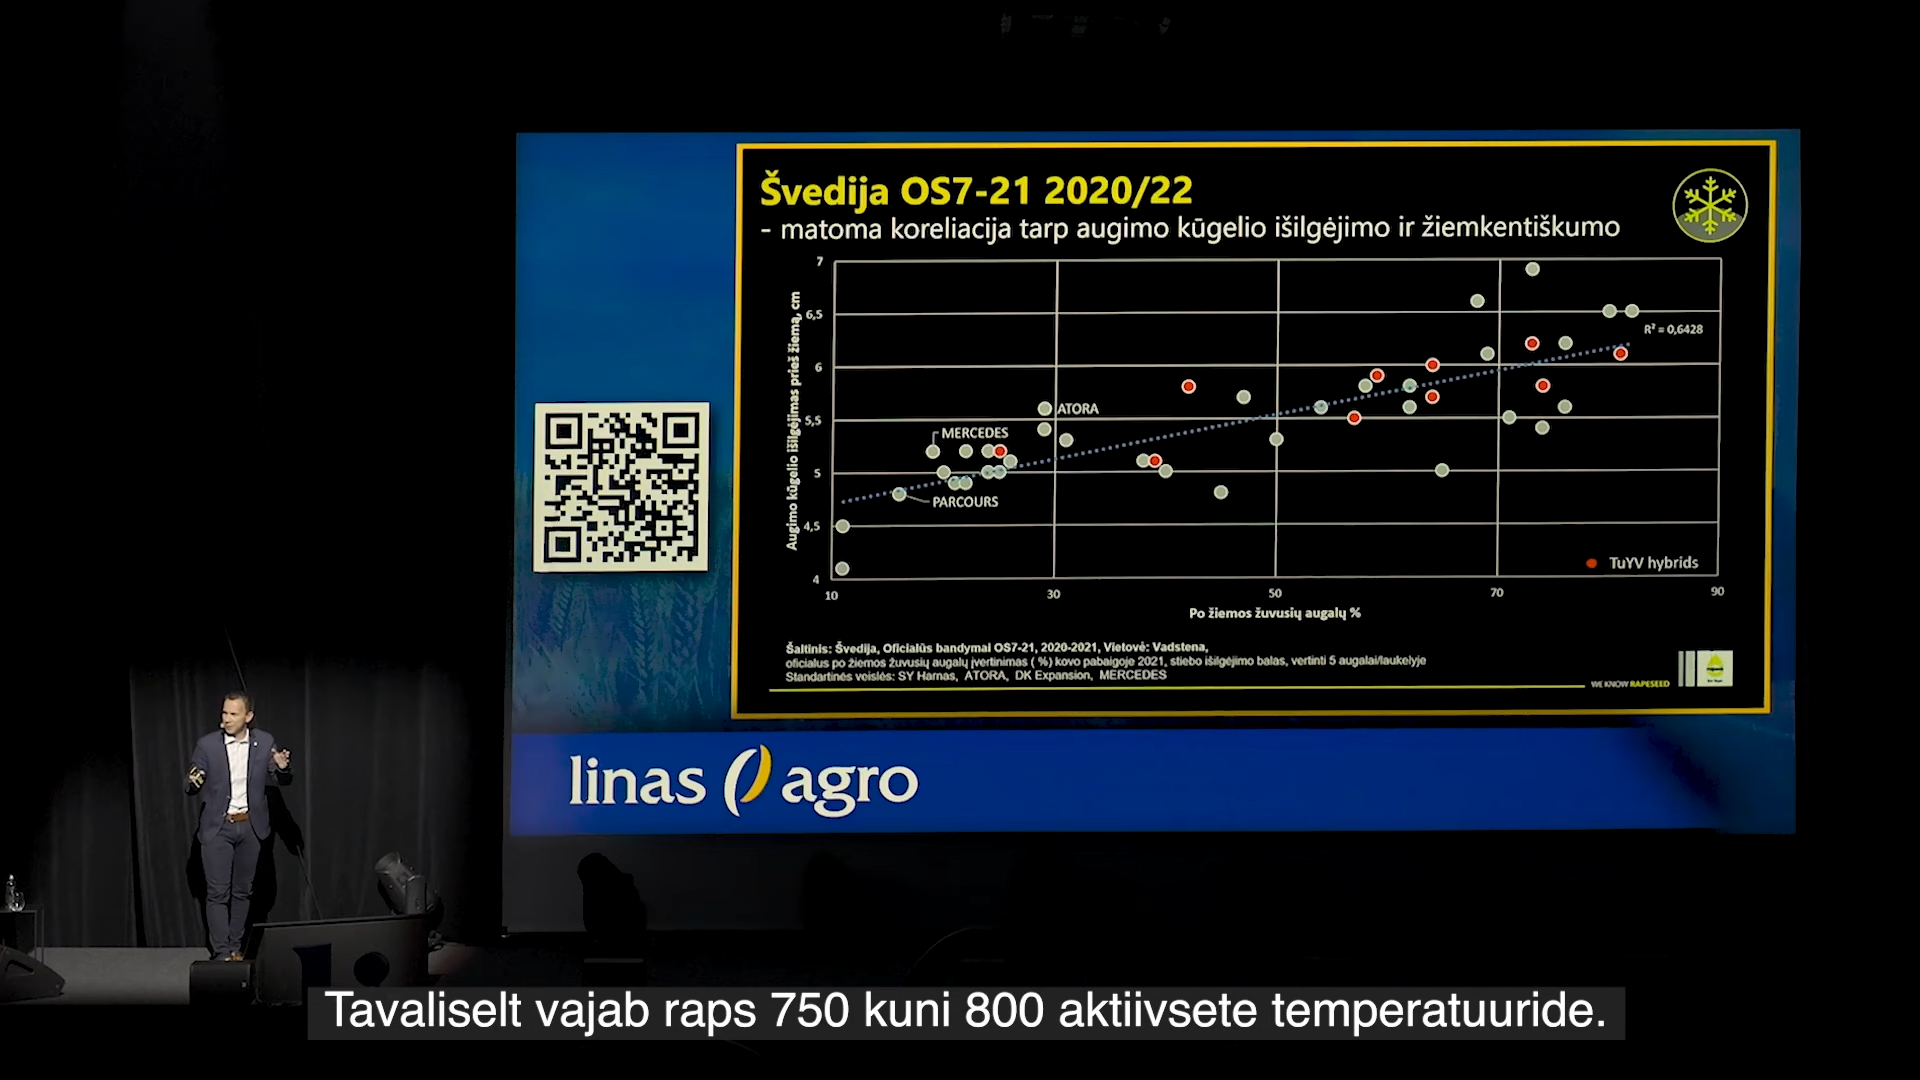 Švedija OS7-21 2020/22
- matoma koreliacija tarp augimo kūgelio išilgėjimo ir žiemkentiškumo
Augimo kūgelio išilgėjimas prieš žiemą, cm
7
6,5
6
5,5
5
4,5
4
R² = 0,6428
ATORA
MERCEDES
PARCOURS
TuYV hybrids
10
30
50
70
90
Po žiemos žuvusių augalų %
Šaltinis: Švedija, Oficialūs bandymai OS7-21, 2020-2021, Vietovė: Vadstena,
oficialus po žiemos žuvusių augalų įvertinimas ( %) kovo pabaigoje 2021, stiebo išilgėjimo balas, vertinti 5 augalai/laukelyje
Standartinės veislės: SY Harnas, ATORA, DK Expansion, MERCEDES
WE KNOW RAPESEED
linas agro
Tavaliselt vajab raps 750 kuni 800 aktiivsete temperatuuride.